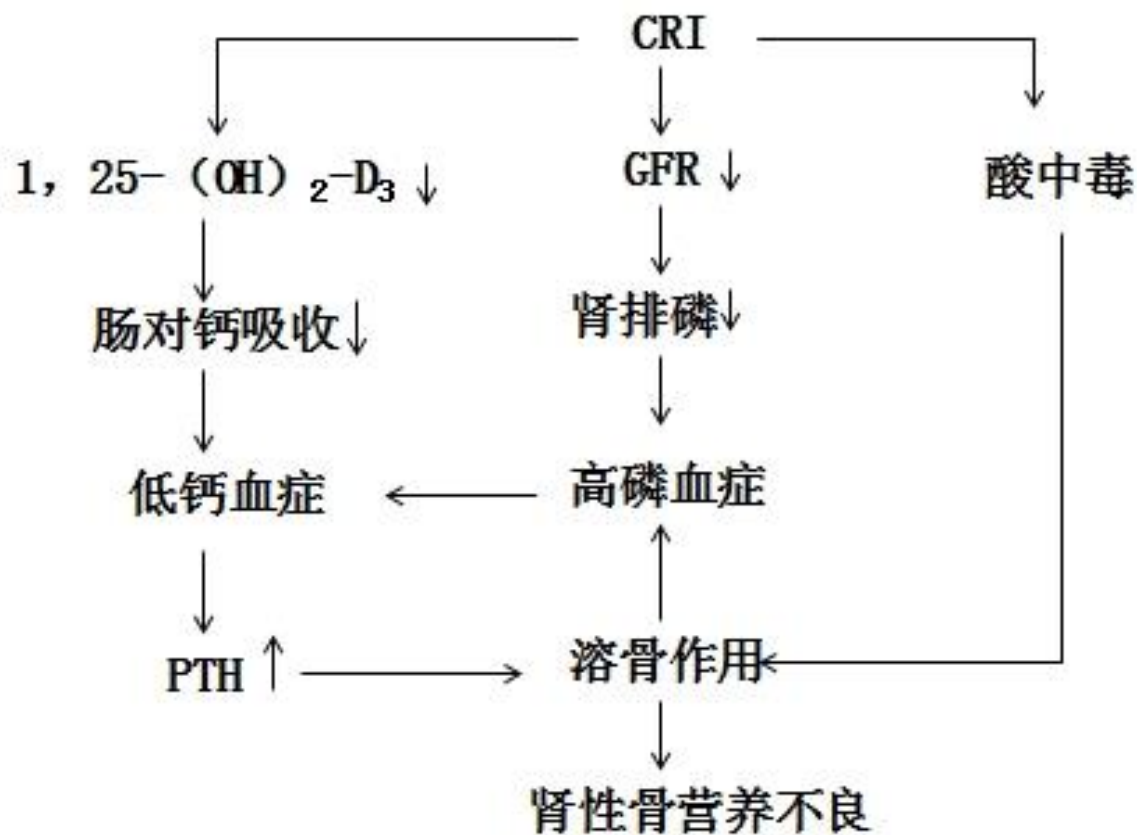 CRI
1，25-（OH）₂-D₃↓
GFR↓
酸中毒
肠对钙吸收↓
肾排磷↓
低钙血症
高磷血症
PTH↑
溶骨作用
肾性骨营养不良